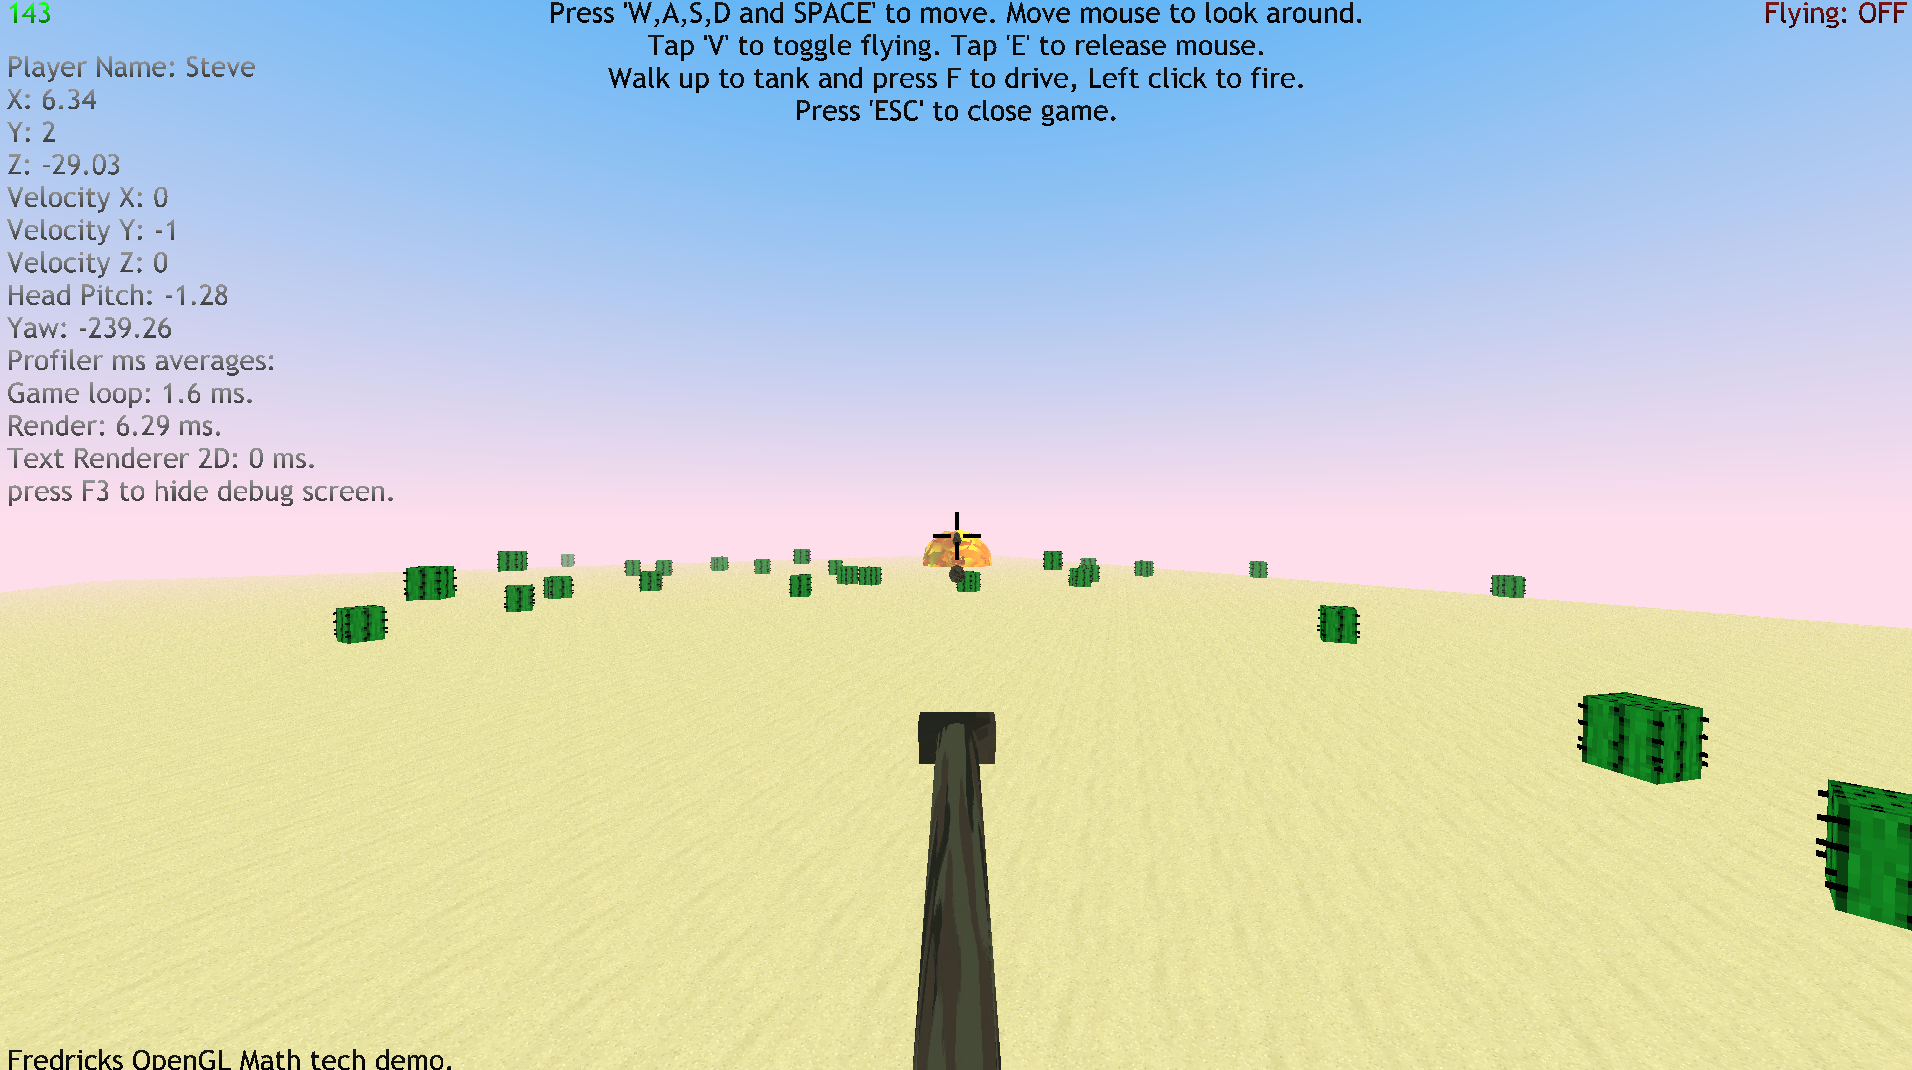 143
Press 'W,A,S,D and SPACE' to move. Move mouse to look around.
Flying: OFF
Tap 'V' to toggle flying. Tap 'E' to release mouse.
Walk up to tank and press F to drive, Left click to fire.
Press 'ESC' to close game.
Player Name: Steve
X: 6.34
Y: 2
Z: -29.03
Velocity X: 0
Velocity Y: -1
Velocity Z: 0
Head Pitch: -1.28
Yaw: -239.26
Profiler ms averages:
Game loop: 1.6 ms.
Render: 6.29 ms.
Text Renderer 2D: 0 ms.
press F3 to hide debug screen.
Fredricks OpenGL Math tech demo.